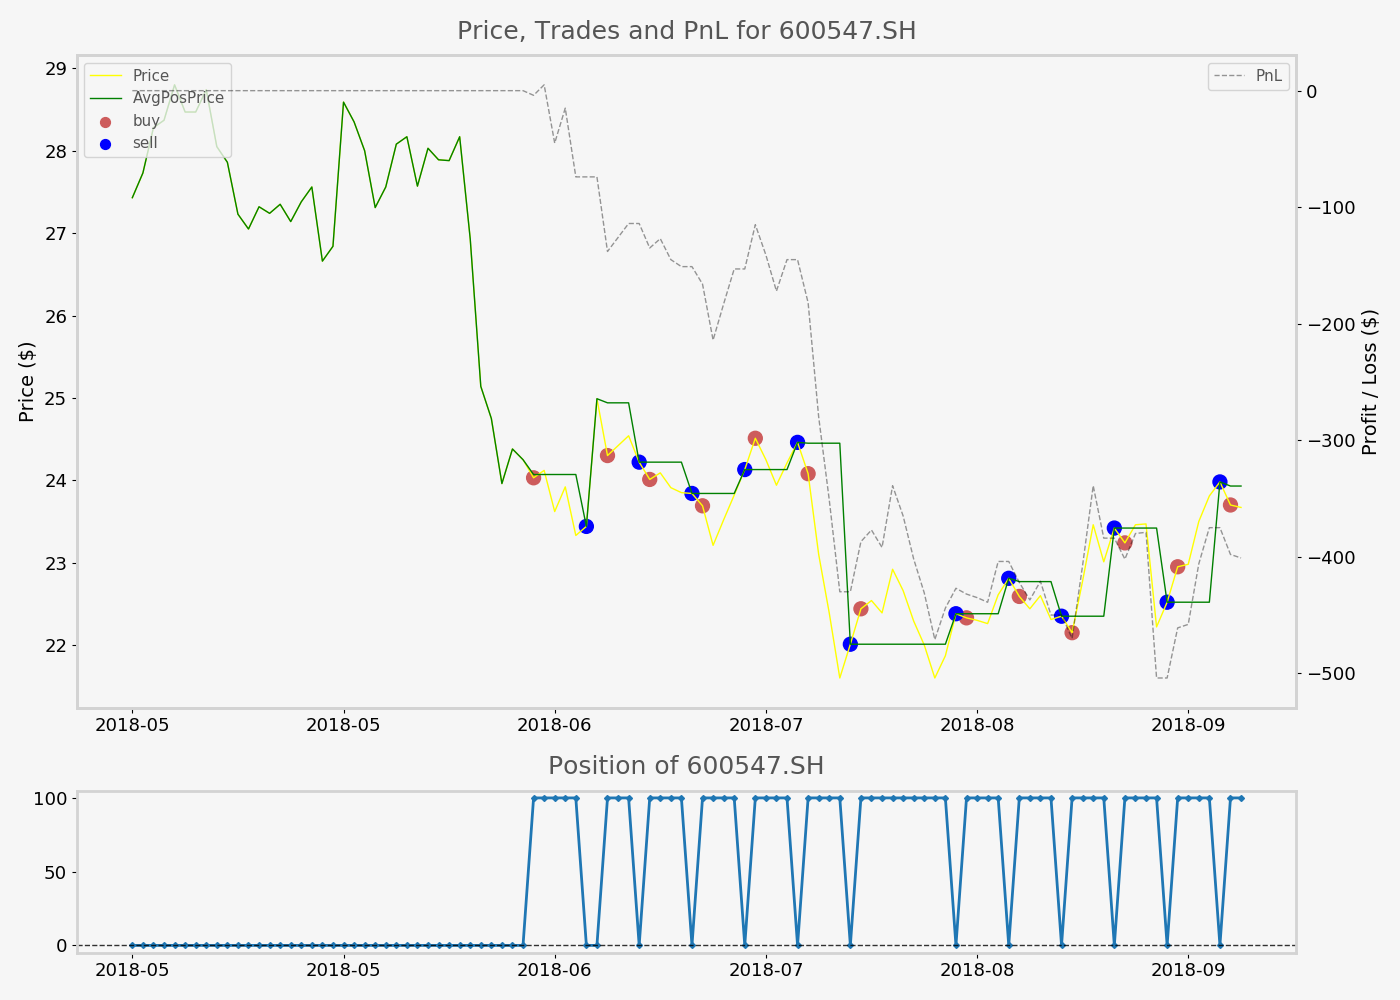 Price, Trades and PnL for 600547.SH
Price
AvgPosPrice
buy
sell
PnL
29
28
27
26
25
24
23
22
Price ($)
0
−100
−200
−300
−400
−500
Profit / Loss ($)
2018-05 2018-05 2018-06 2018-07 2018-08 2018-09
Position of 600547.SH
100
50
0
2018-05 2018-05 2018-06 2018-07 2018-08 2018-09